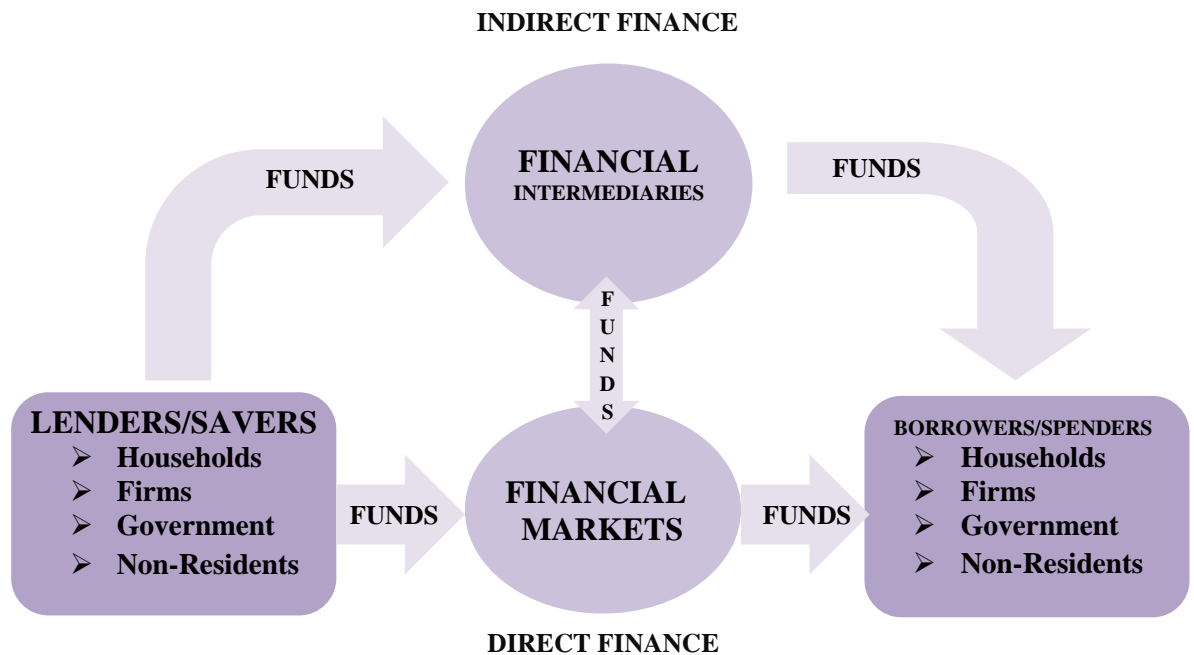 INDIRECT FINANCE
FINANCIAL
INTERMEDIARIES
FUNDS
FUNDS
F
U
N
D
S
LENDERS/SAVERS
➢ Households
➢ Firms
➢ Government
➢ Non-Residents
FUNDS
FINANCIAL
MARKETS
FUNDS
BORROWERS/SPENDERS
➢ Households
➢ Firms
➢ Government
➢ Non-Residents
DIRECT FINANCE